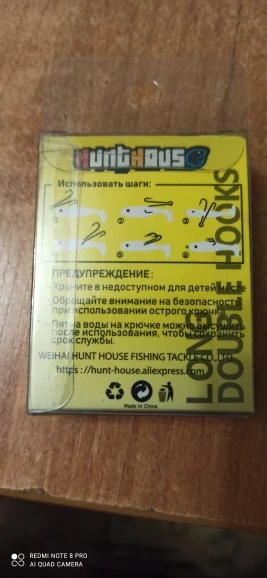 HUNTHOUSE
Использовать шаги:
ПРЕДУПРЕЖДЕНИЕ:
Храните в недоступном для детей месте
Обращайте внимание на безопасность
при использовании острого крючка
Пятна воды на крючке можно высушить
после использования, чтобы сохранить
срок службы.
WEIHAI HUNT HOUSE FISHING TACKLE CO.,LTD
https://hunt-house.aliexpress.com
Made in China
LONG
DOUBLE HOOKS
REDMI NOTE 8 PRO
AI QUAD CAMERA